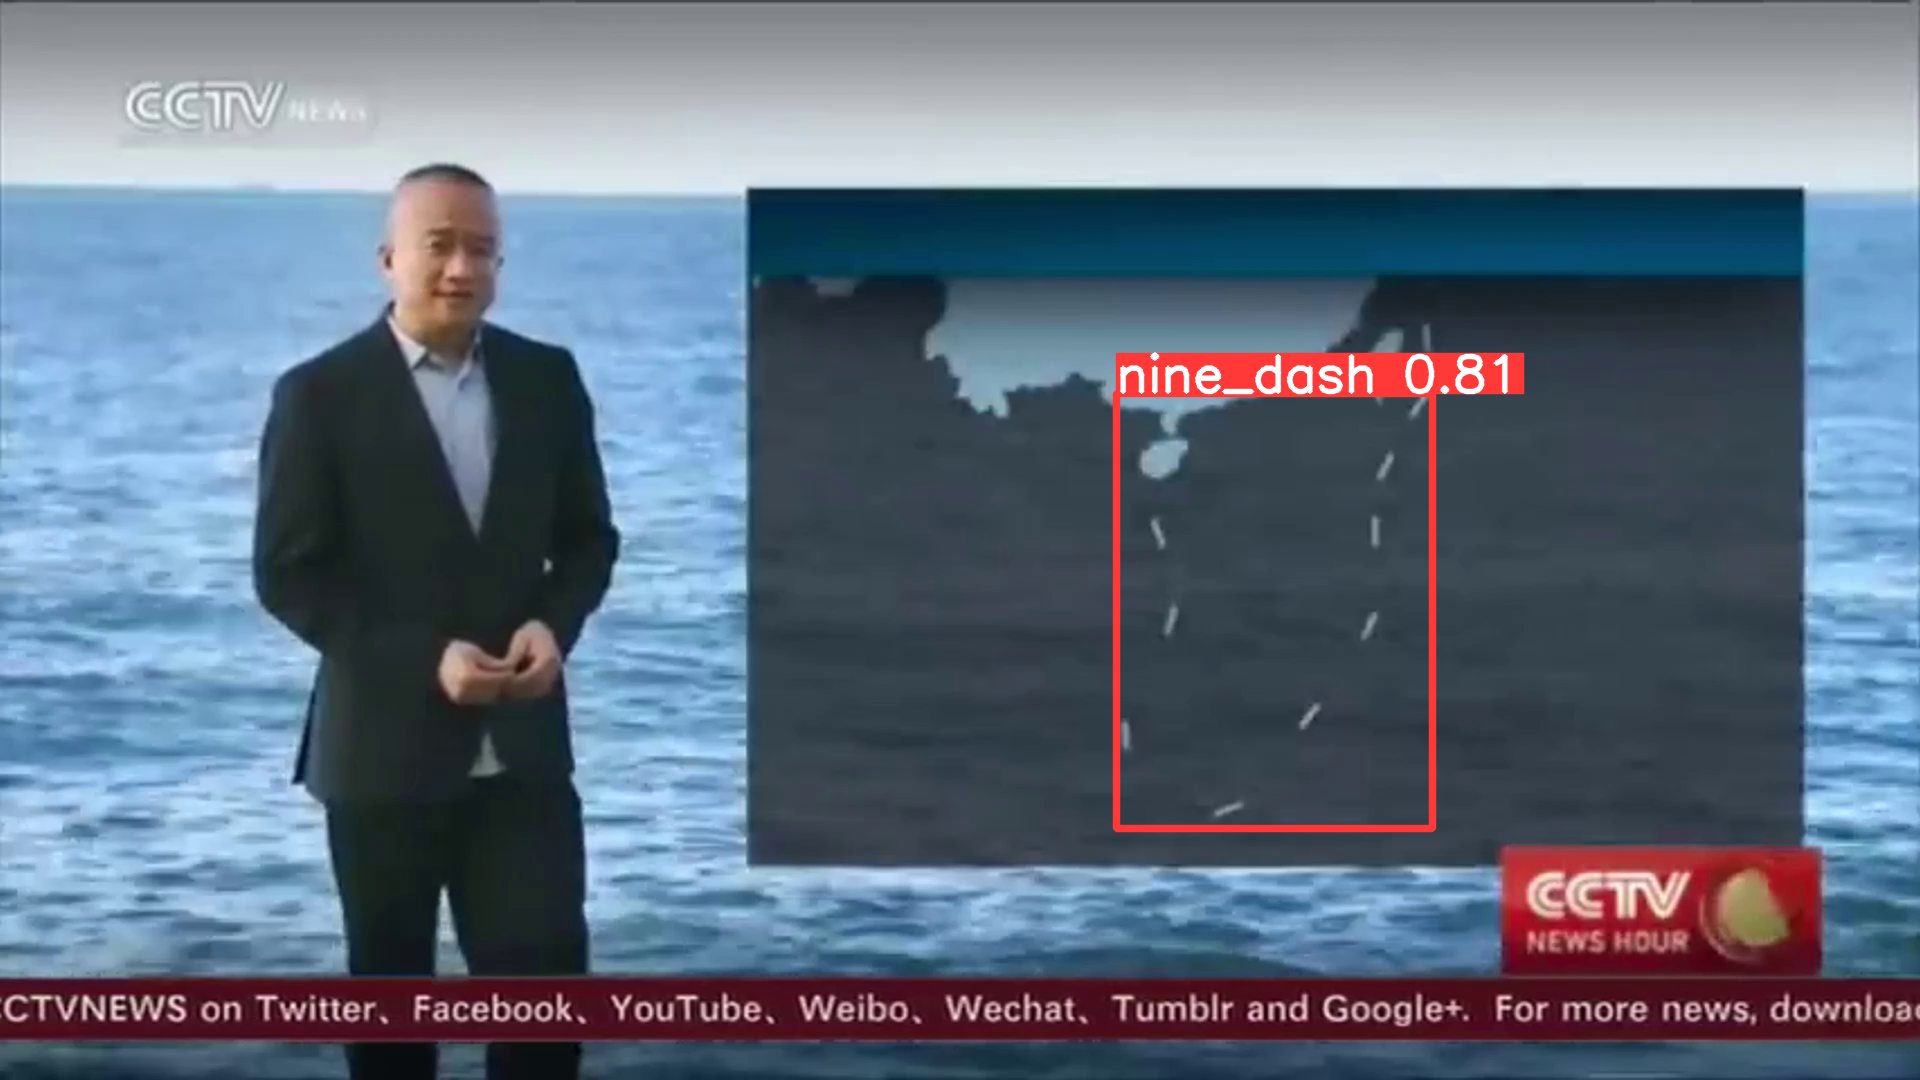 CCTV NEWS
nine_dash 0.81
CCTV
NEWS HOUR
CCTVNEWS on Twitter、Facebook、YouTube、Weibo、Wechat、Tumblr and Google+. For more news, downloa